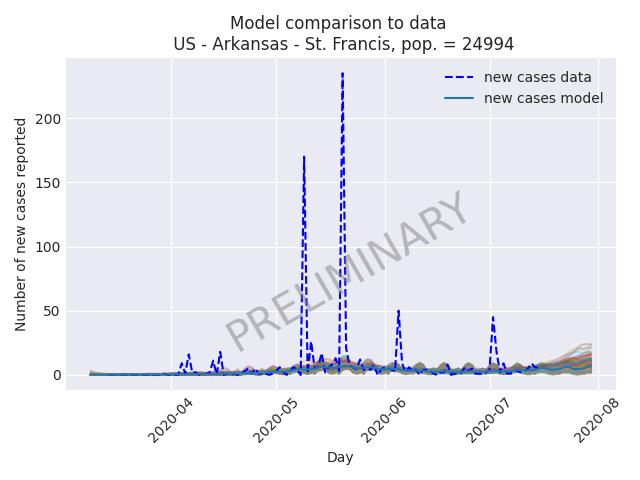 Model comparison to data
US - Arkansas - St. Francis, pop. = 24994
new cases data
new cases model
Number of new cases reported
200
150
100
50
0
PRELIMINARY
2020-04
2020-05
2020-06
2020-07
2020-08
Day